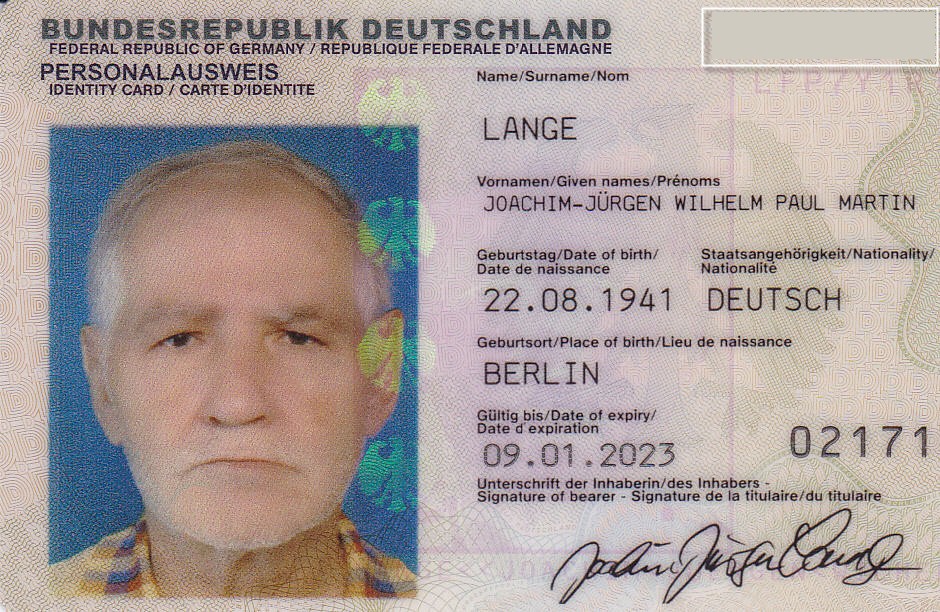 BUNDESREPUBLIK DEUTSCHLAND
FEDERAL REPUBLIC OF GERMANY / REPUBLIQUE FEDERALE D'ALLEMAGNE
PERSONALAUSWEIS
IDENTITY CARD / CARTE D'IDENTITE
Name/Surname/Nom
LANGE
Vornamen/Given names/Prénoms
JOACHIM-JÜRGEN WILHELM PAUL MARTIN
Geburtstag/Date of birth/
Date de naissance
Staatsangehörigkeit/Nationality/
Nationalité
22.08.1941 DEUTSCH
Geburtsort/Place of birth/Lieu de naissance
BERLIN
Gültig bis/Date of expiry/
Date d'expiration
09.01.2023
02171
Unterschrift der Inhaberin/des Inhabers -
Signature of bearer - Signature de la titulaire/du titulaire